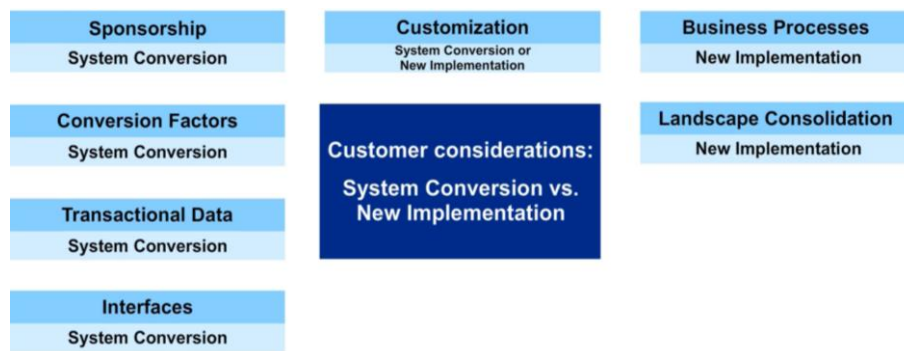 Sponsorship
System Conversion
Customization
System Conversion or
New Implementation
Business Processes
New Implementation
Conversion Factors
System Conversion
Customer considerations:
System Conversion vs.
New Implementation
Landscape Consolidation
New Implementation
Transactional Data
System Conversion
Interfaces
System Conversion